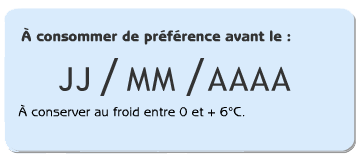 À consommer de préférence avant le :
JJ / MM / AAAA
À conserver au froid entre 0 et + 6°C.